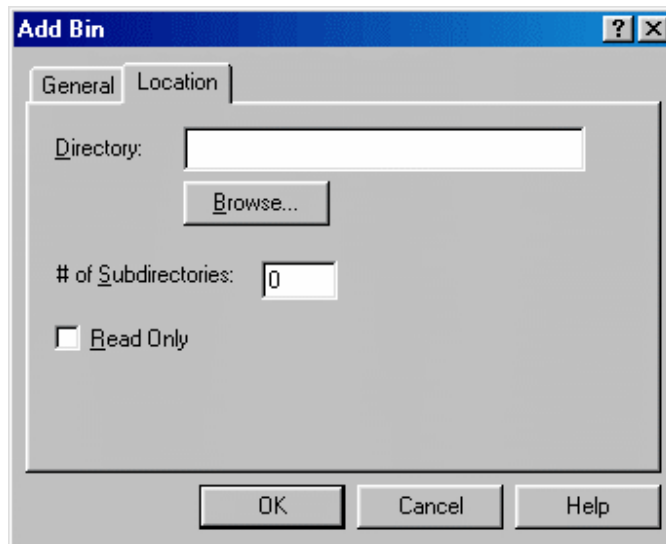 Add Bin
General Location
Directory:
Browse...
# of Subdirectories: 0
Read Only
OK Cancel Help